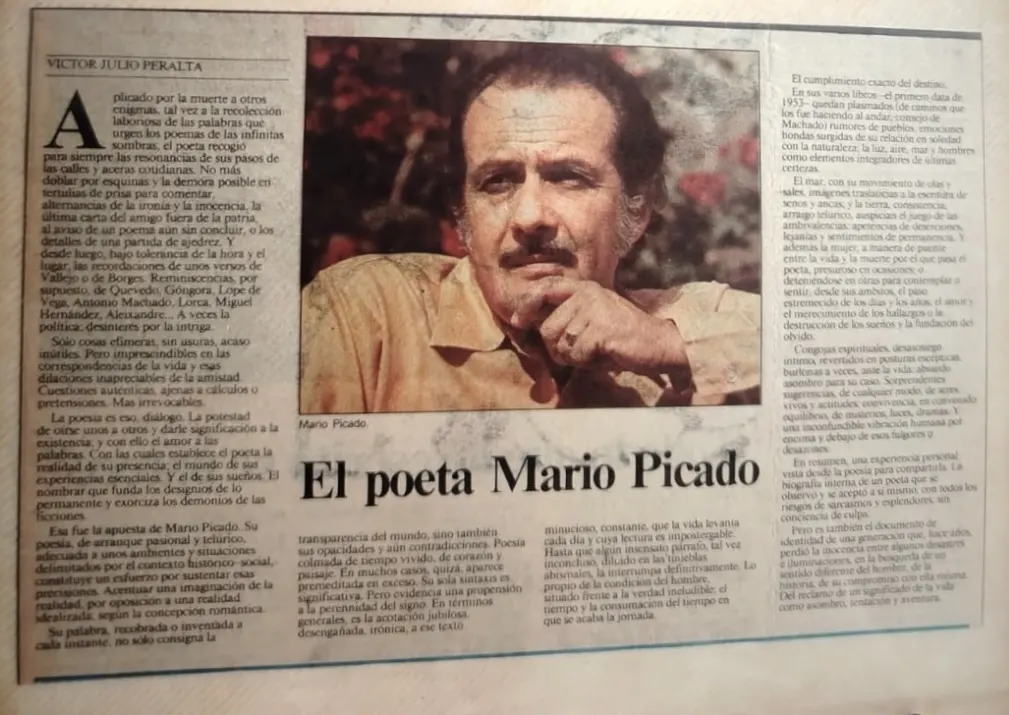 VICTOR JULIO PERALTA
Aplicado por la muerte a otros
enigmas, tal vez a la recolección
laboriosa de las palabras que
urgen los poemas de las infinitas
sombras, el poeta recogió
para siempre las resonancias de sus pasos de
las calles y aceras cotidianas. No más
doblar por esquinas y la demora posible en
tertulias de prisa para comentar,
alternancias de la ironía y la inocencia, la
última carta del amigo fuera de la patria,
al aviso de un poema aún sin concluir, o los
detalles de una partida de ajedrez. Y
desde luego, bajo tolerancia de la hora y el
lugar, las recordaciones de unos versos de
Vallejo o de Borges. Reminiscencias, por
supuesto, de Quevedo, Góngora, Lope de
Vega, Antonio Machado, Lorca, Miguel
Hernández, Aleixandre... A veces la
política: desinterés por la intriga.
Sólo cosas efímeras, sin usuras, acaso
inútiles. Pero imprescindibles en las
correspondencias de la vida y esas
dilaciones inapreciables de la amistad.
Cuestiones auténticas, ajenas a cálculos o
pretensiones. Mas irrevocables.
La poesía es eso, diálogo. La potestad
de oírse unos a otros y darle significación a la
existencia; y con ello el amor a las
palabras. Con las cuales establece el poeta la
realidad de su presencia; el mundo de sus
experiencias esenciales. Y el de sus sueños. El
nombrar que funda los designios de lo
permanente y exorciza los demonios de las
ficciones.
Esa fue la apuesta de Mario Picado. Su
poesía, de arranque pasional y telúrico,
adecuada a unos ambientes y situaciones
delimitados por el contexto histórico-social,
constituye un esfuerzo por sustentar esas
precisiones. Acentuar una imaginación de la
realidad, por oposición a una realidad
idealizada, según la concepción romántica.
Su palabra, recobrada o inventada a
cada instante, no sólo consigna la
Mario Picado.
El poeta Mario Picado
transparencia del mundo, sino también
sus opacidades y aún contradicciones. Poesía
colmada de tiempo vivido, de corazón y
paisaje. En muchos casos, quizá, aparece
premeditada en exceso. Su sola sintaxis es
significativa. Pero evidencia una propensión
a la perennidad del signo. En términos
generales, es la acotación jubilosa,
desengañada, irónica, a ese texto
minucioso, constante, que la vida levanta
cada día y cuya lectura es impostergable.
Hasta que algún insensato párrafo, tal vez
inconcluso, diluido en las tinieblas
abismales, la interrumpa definitivamente. Lo
propio de la condición del hombre,
situado frente a la verdad ineludible; el
tiempo y la consumación del tiempo en
que se acaba la jornada.
El cumplimiento exacto del destino.
En sus varios libros —el primero data de
1953— quedan plasmados (de caminos que
los fue haciendo al andar, consejo de
Machado) rumores de pueblos, emociones
hondas surgidas de su relación en soledad
con la naturaleza; la luz, aire, mar y hombres
como elementos integradores de últimas
certezas.
El mar, con su movimiento de olas y
sales, imágenes traslaticias a la escritura de
senos y ancas; y la tierra, consistencia,
arraigo telúrico, auspician el juego de las
ambivalencias, apetencias de deserciones,
lejanías y sentimientos de permanencia. Y
además la mujer, a manera de puente
entre la vida y la muerte por el que pasa el
poeta, presuroso en ocasiones, o
deteniéndose en otras para contemplar o
sentir, desde sus ámbitos, el paso
estremecido de los días y los años, el amor y
el merecimiento de los hallazgos o la
destrucción de los sueños y la fundación del
olvido.
Congojas espirituales, desasosiego
íntimo, revertidos en posturas escépticas,
burlonas a veces, ante la vida; absurdo
asombro para su caso. Sorprendentes
sugerencias, de cualquier modo, de seres
vivos y actitudes, convivencia, en convenido
equilibrio, de misterios, luces, dramas. Y
una inconfundible vibración humana por
encima y debajo de esos fulgores o
desazones.
En resumen, una experiencia personal
vista desde la poesía para compartirla. La
biografía interna de un poeta que se
observó y se aceptó a sí mismo, con todos los
riesgos de sarcasmos y esplendores, sin
conciencia de culpa.
Pero es también el documento de
identidad de una generación que, hace años,
perdió la inocencia entre algunos desastres
e iluminaciones, en la búsqueda de un
sentido diferente del hombre, de la
historia, de su compromiso con ella misma.
Del reclamo de un significado de la vida
como asombro, tentación y aventura.